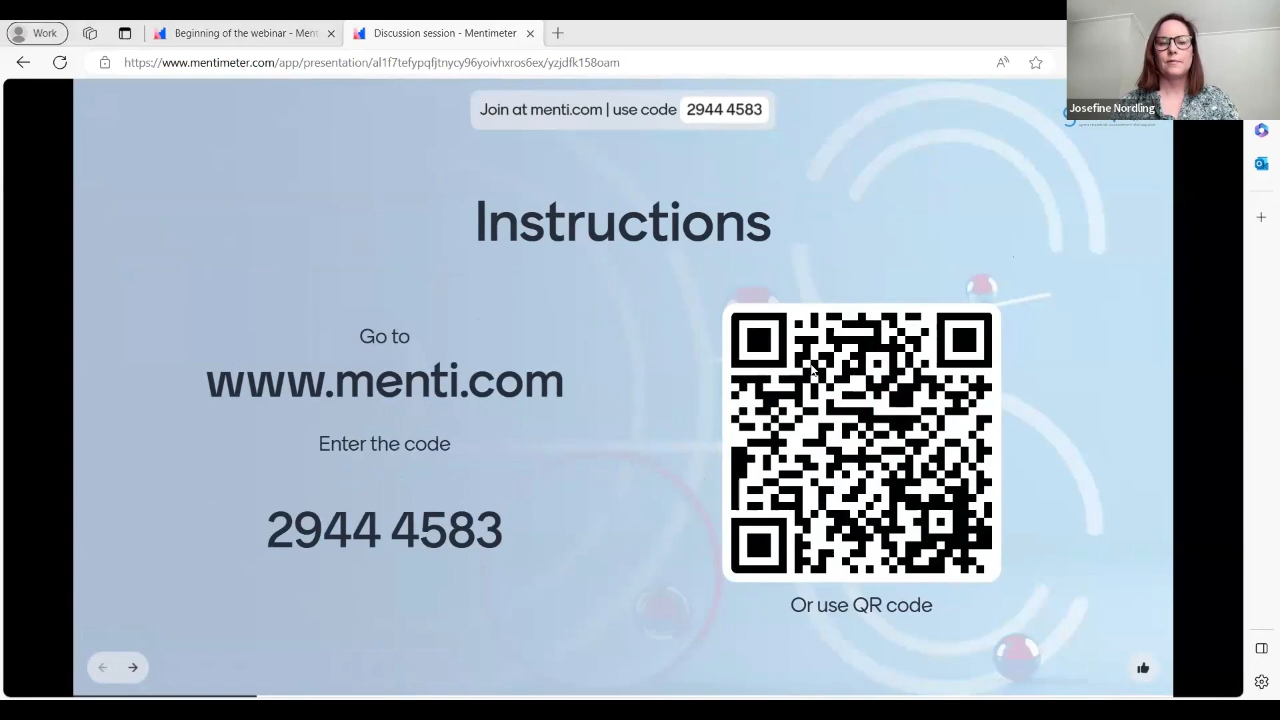 Work
Beginning of the webinar - Ment
Discussion session - Mentimeter
https://www.mentimeter.com/app/presentation/al1f7tefypqfjtnycy2cxoivhxros6ex/yzjdfk158oam
Josefine Nordling
Join at menti.com | use code 2944 4583
Instructions
Go to
www.menti.com
Enter the code
2944 4583
Or use QR code